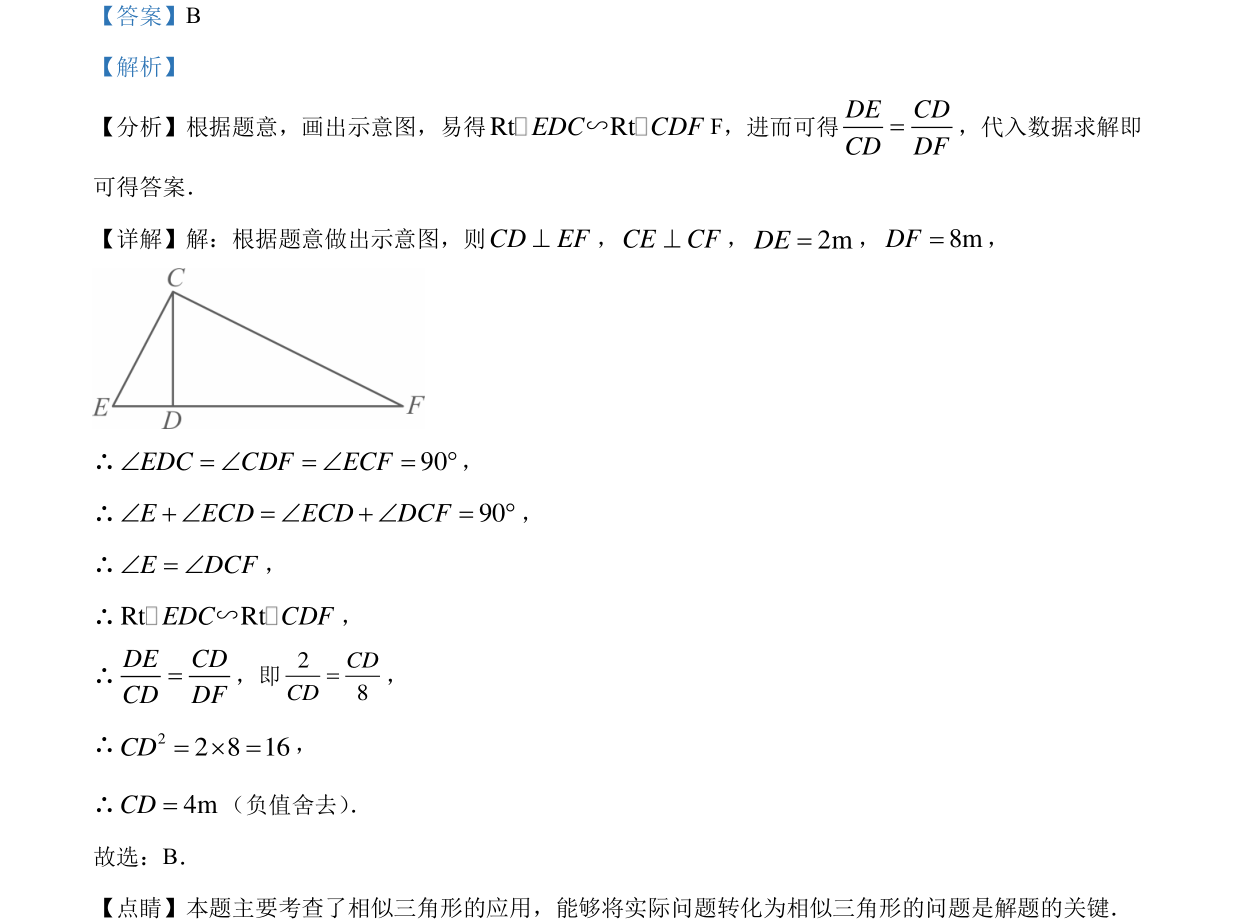 【答案】B
【解析】
【分析】根据题意，画出示意图，易得Rt□EDC∽Rt□CDF F，进而可得DE/CD = CD/DF，代入数据求解即
可得答案．
【详解】解：根据题意做出示意图，则CD⊥EF，CE⊥CF，DE=2m，DF=8m，
C
E D F
∴∠EDC=∠CDF=∠ECF=90°，
∴∠E+∠ECD=∠ECD+∠DCF=90°，
∴∠E=∠DCF，
∴Rt□EDC∽Rt□CDF，
∴DE/CD = CD/DF，即2/CD = CD/8，
∴CD²=2×8=16，
∴CD=4m（负值舍去）．
故选：B．
【点睛】本题主要考查了相似三角形的应用，能够将实际问题转化为相似三角形的问题是解题的关键．